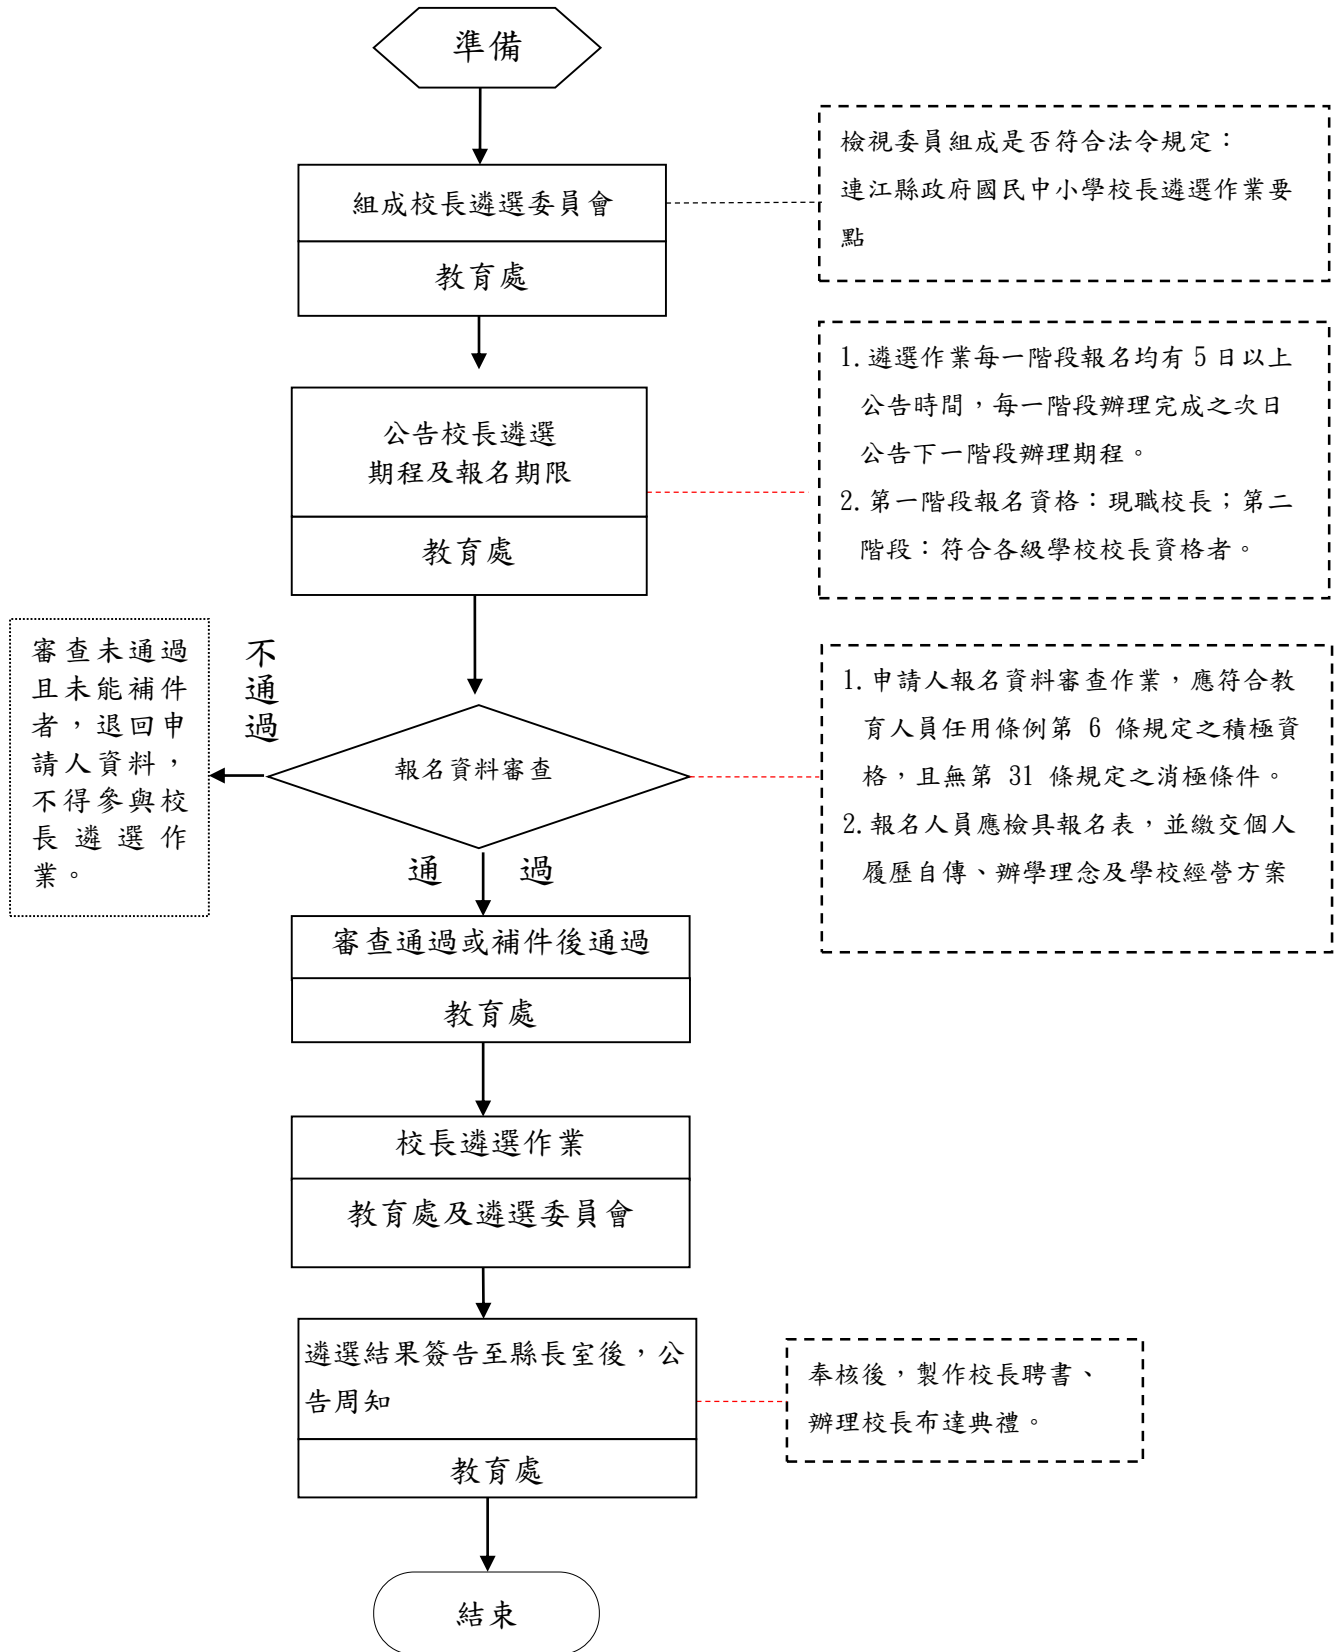 準備
組成校長遴選委員會
教育處
檢視委員組成是否符合法令規定：
連江縣政府國民中小學校長遴選作業要
點
公告校長遴選
期程及報名期限
教育處
1.遴選作業每一階段報名均有 5 日以上
公告時間，每一階段辦理完成之次日
公告下一階段辦理期程。
2.第一階段報名資格：現職校長；第二
階段：符合各級學校校長資格者。
報名資料審查
不通過
審查未通過
且未能補件
者，退回申
請人資料，
不得參與校
長遴選作
業。
1.申請人報名資料審查作業，應符合教
育人員任用條例第 6 條規定之積極資
格，且無第 31 條規定之消極條件。
2.報名人員應檢具報名表，並繳交個人
履歷自傳、辦學理念及學校經營方案
通 過
審查通過或補件後通過
教育處
校長遴選作業
教育處及遴選委員會
遴選結果簽告至縣長室後，公
告周知
教育處
奉核後，製作校長聘書、
辦理校長布達典禮。
結束